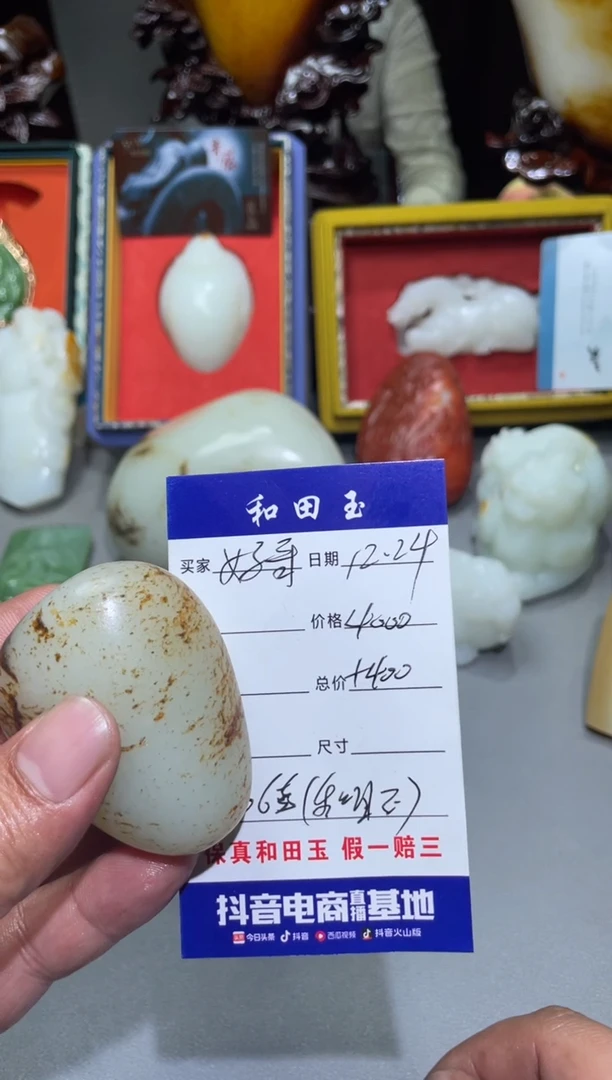 和田玉
买家 好哥 日期 12.24
价格 4000
总价 +400
尺寸
保真和田玉 假一赔三
抖音电商直播基地
今日头条 抖音 西瓜视频 抖音火山版